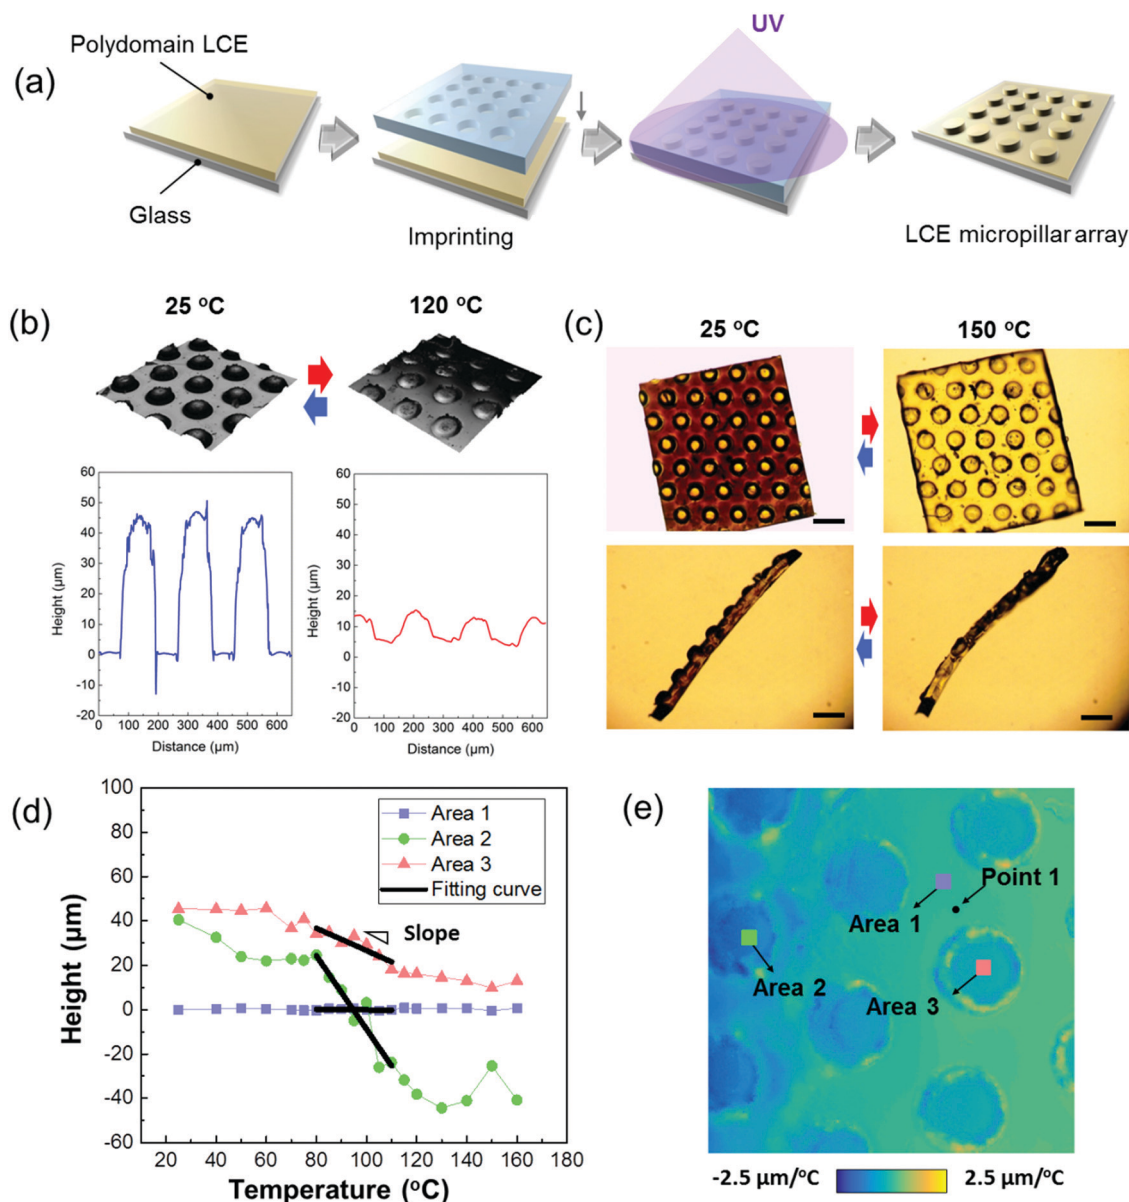 (a)
Polydomain LCE
Glass
Imprinting
UV
LCE micropillar array
(b)
25 °C
120 °C
Height (µm)
60
50
40
30
20
10
0
-10
-20
0 100 200 300 400 500 600
Distance (µm)
Height (µm)
60
50
40
30
20
10
0
-10
-20
0 100 200 300 400 500 600
Distance (µm)
(c)
25 °C
150 °C
(d)
Height (µm)
100
80
60
40
20
0
-20
-40
-60
20 40 60 80 100 120 140 160 180
Temperature (°C)
Area 1
Area 2
Area 3
Fitting curve
Slope
(e)
Point 1
Area 1
Area 2
Area 3
-2.5 µm/°C
2.5 µm/°C